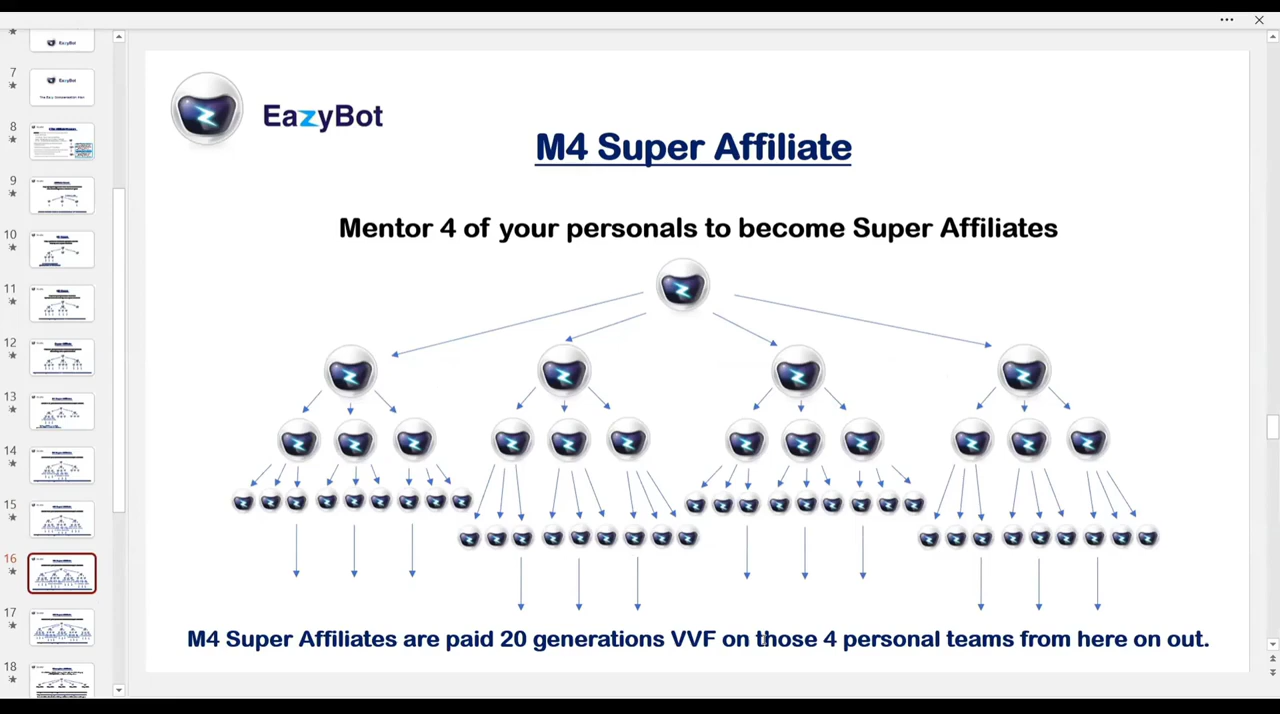 EazyBot
7
EazyBot
8
9
10
11
12
13
14
15
16
17
18
EazyBot
M4 Super Affiliate
Mentor 4 of your personals to become Super Affiliates
M4 Super Affiliates are paid 20 generations VVF on those 4 personal teams from here on out.